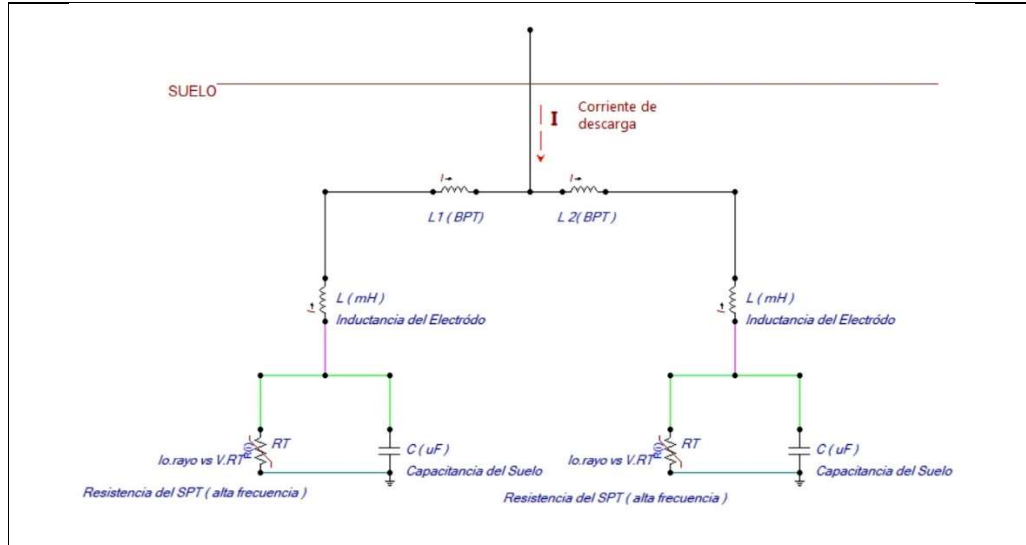 SUELO
I
Corriente de
descarga
I
I
L1 ( BPT)
L 2( BPT )
L ( mH )
I
Inductancia del Electródo
L ( mH )
I
Inductancia del Electródo
R(i)
RT
Io.rayo vs V.RT
C ( uF )
Capacitancia del Suelo
Resistencia del SPT ( alta frecuencia )
R(i)
RT
Io.rayo vs V.RT
C ( uF )
Capacitancia del Suelo
Resistencia del SPT ( alta frecuencia )